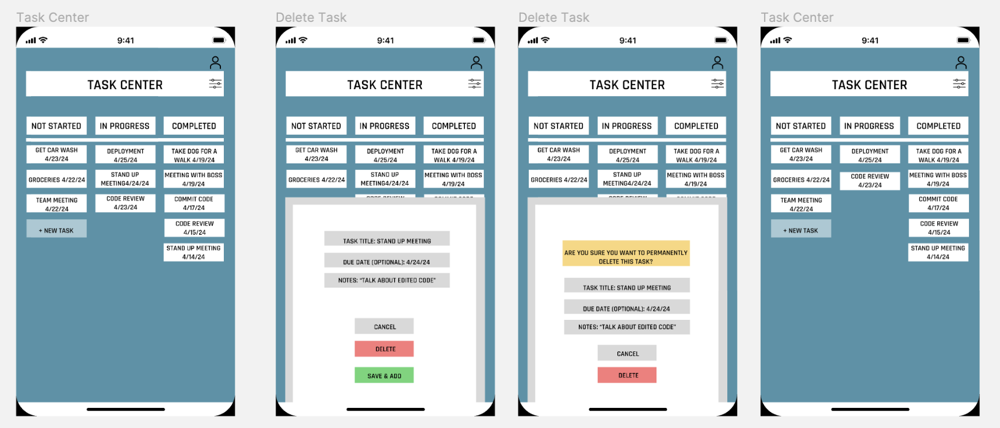 Task Center
9:41
TASK CENTER
NOT STARTED
IN PROGRESS
COMPLETED
GET CAR WASH
4/23/24
GROCERIES 4/22/24
TEAM MEETING
4/22/24
+ NEW TASK
DEPLOYMENT
4/25/24
STAND UP
MEETING4/24/24
CODE REVIEW
4/23/24
TAKE DOG FOR A
WALK 4/19/24
MEETING WITH BOSS
4/19/24
COMMIT CODE
4/17/24
CODE REVIEW
4/15/24
STAND UP MEETING
4/14/24
Delete Task
9:41
TASK CENTER
NOT STARTED
IN PROGRESS
COMPLETED
GET CAR WASH
4/23/24
GROCERIES 4/22/24
DEPLOYMENT
4/25/24
STAND UP
MEETING4/24/24
CODE REVIEW
TAKE DOG FOR A
WALK 4/19/24
MEETING WITH BOSS
4/19/24
COMMIT CODE
TASK TITLE: STAND UP MEETING
DUE DATE (OPTIONAL): 4/24/24
NOTES: “TALK ABOUT EDITED CODE”
CANCEL
DELETE
SAVE & ADD
Delete Task
9:41
TASK CENTER
NOT STARTED
IN PROGRESS
COMPLETED
GET CAR WASH
4/23/24
GROCERIES 4/22/24
DEPLOYMENT
4/25/24
STAND UP
MEETING4/24/24
CODE REVIEW
TAKE DOG FOR A
WALK 4/19/24
MEETING WITH BOSS
4/19/24
COMMIT CODE
ARE YOU SURE YOU WANT TO PERMANENTLY
DELETE THIS TASK?
TASK TITLE: STAND UP MEETING
DUE DATE (OPTIONAL): 4/24/24
NOTES: “TALK ABOUT EDITED CODE”
CANCEL
DELETE
Task Center
9:41
TASK CENTER
NOT STARTED
IN PROGRESS
COMPLETED
GET CAR WASH
4/23/24
GROCERIES 4/22/24
TEAM MEETING
4/22/24
+ NEW TASK
DEPLOYMENT
4/25/24
CODE REVIEW
4/23/24
TAKE DOG FOR A
WALK 4/19/24
MEETING WITH BOSS
4/19/24
COMMIT CODE
4/17/24
CODE REVIEW
4/15/24
STAND UP MEETING
4/14/24